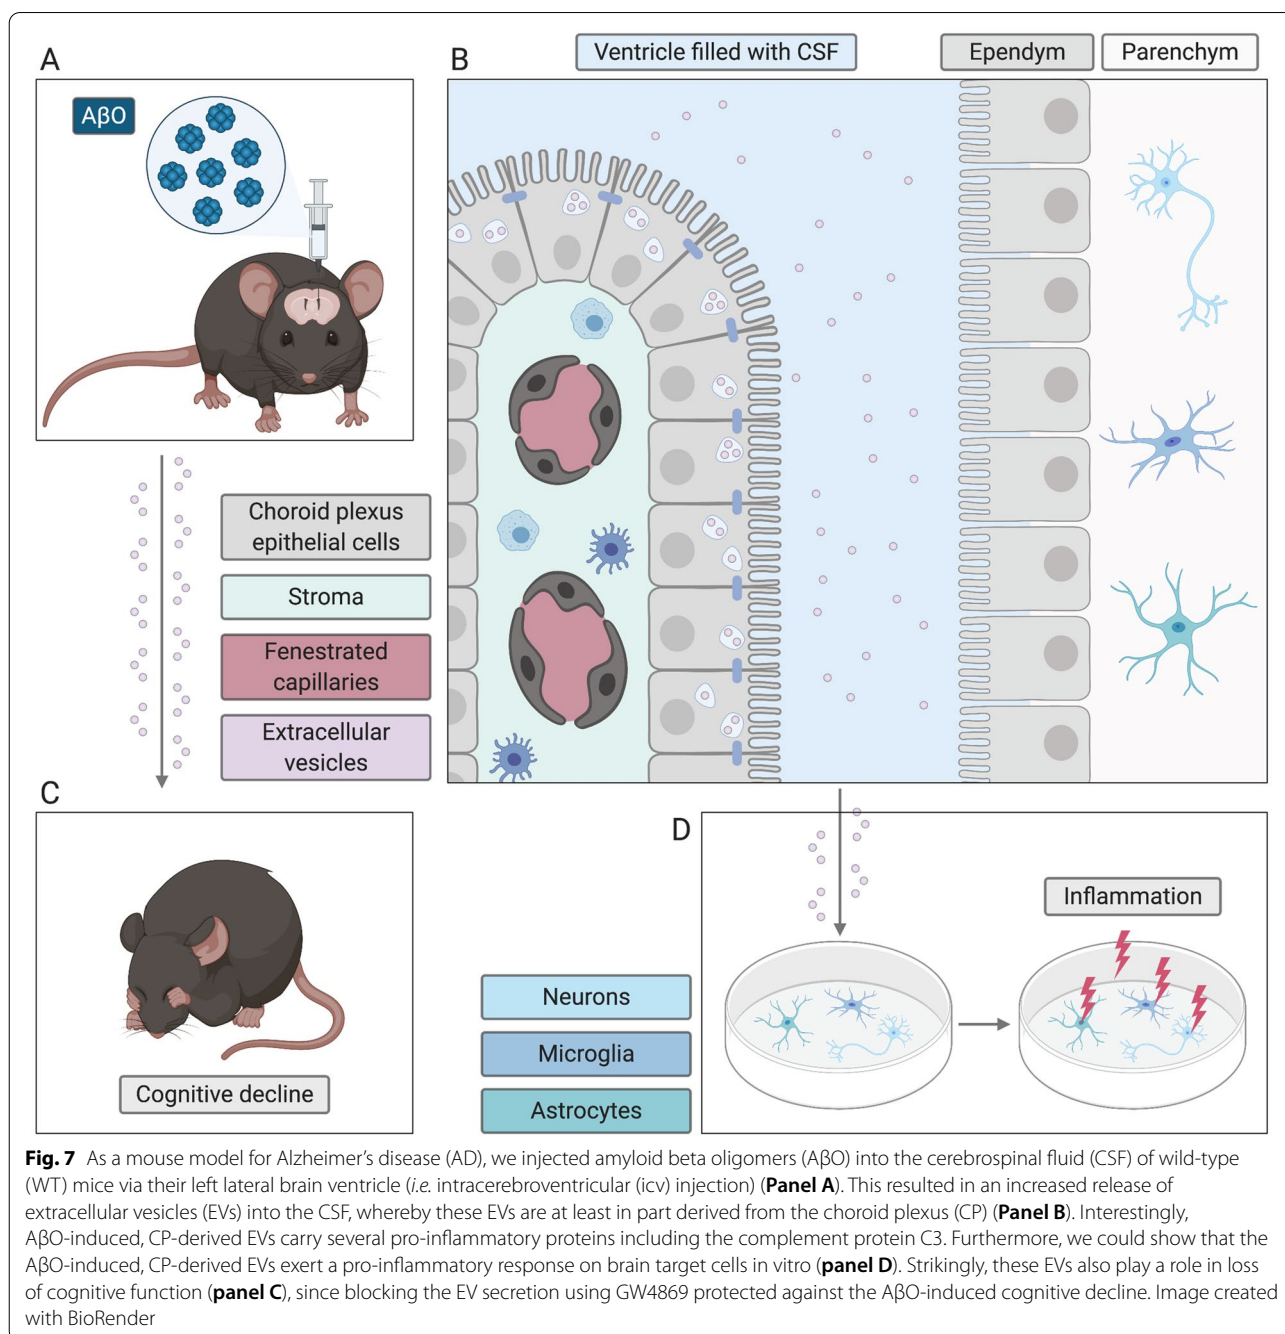 A
AβO
B
Ventricle filled with CSF
Ependym
Parenchym
Choroid plexus
epithelial cells
Stroma
Fenestrated
capillaries
Extracellular
vesicles
C
Cognitive decline
D
Inflammation
Neurons
Microglia
Astrocytes
Fig. 7 As a mouse model for Alzheimer’s disease (AD), we injected amyloid beta oligomers (AβO) into the cerebrospinal fluid (CSF) of wild-type
(WT) mice via their left lateral brain ventricle (i.e. intracerebroventricular (icv) injection) (Panel A). This resulted in an increased release of
extracellular vesicles (EVs) into the CSF, whereby these EVs are at least in part derived from the choroid plexus (CP) (Panel B). Interestingly,
AβO-induced, CP-derived EVs carry several pro-inflammatory proteins including the complement protein C3. Furthermore, we could show that the
AβO-induced, CP-derived EVs exert a pro-inflammatory response on brain target cells in vitro (panel D). Strikingly, these EVs also play a role in loss
of cognitive function (panel C), since blocking the EV secretion using GW4869 protected against the AβO-induced cognitive decline. Image created
with BioRender